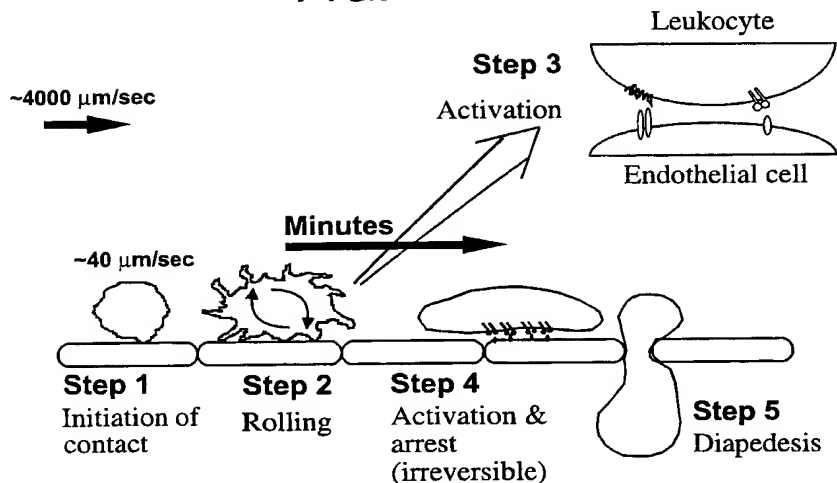 Leukocyte
Step 3
~4000 μm/sec
Activation
Endothelial cell
Minutes
~40 μm/sec
Step 1
Initiation of
contact
Step 2
Rolling
Step 4
Activation &
arrest
(irreversible)
Step 5
Diapedesis